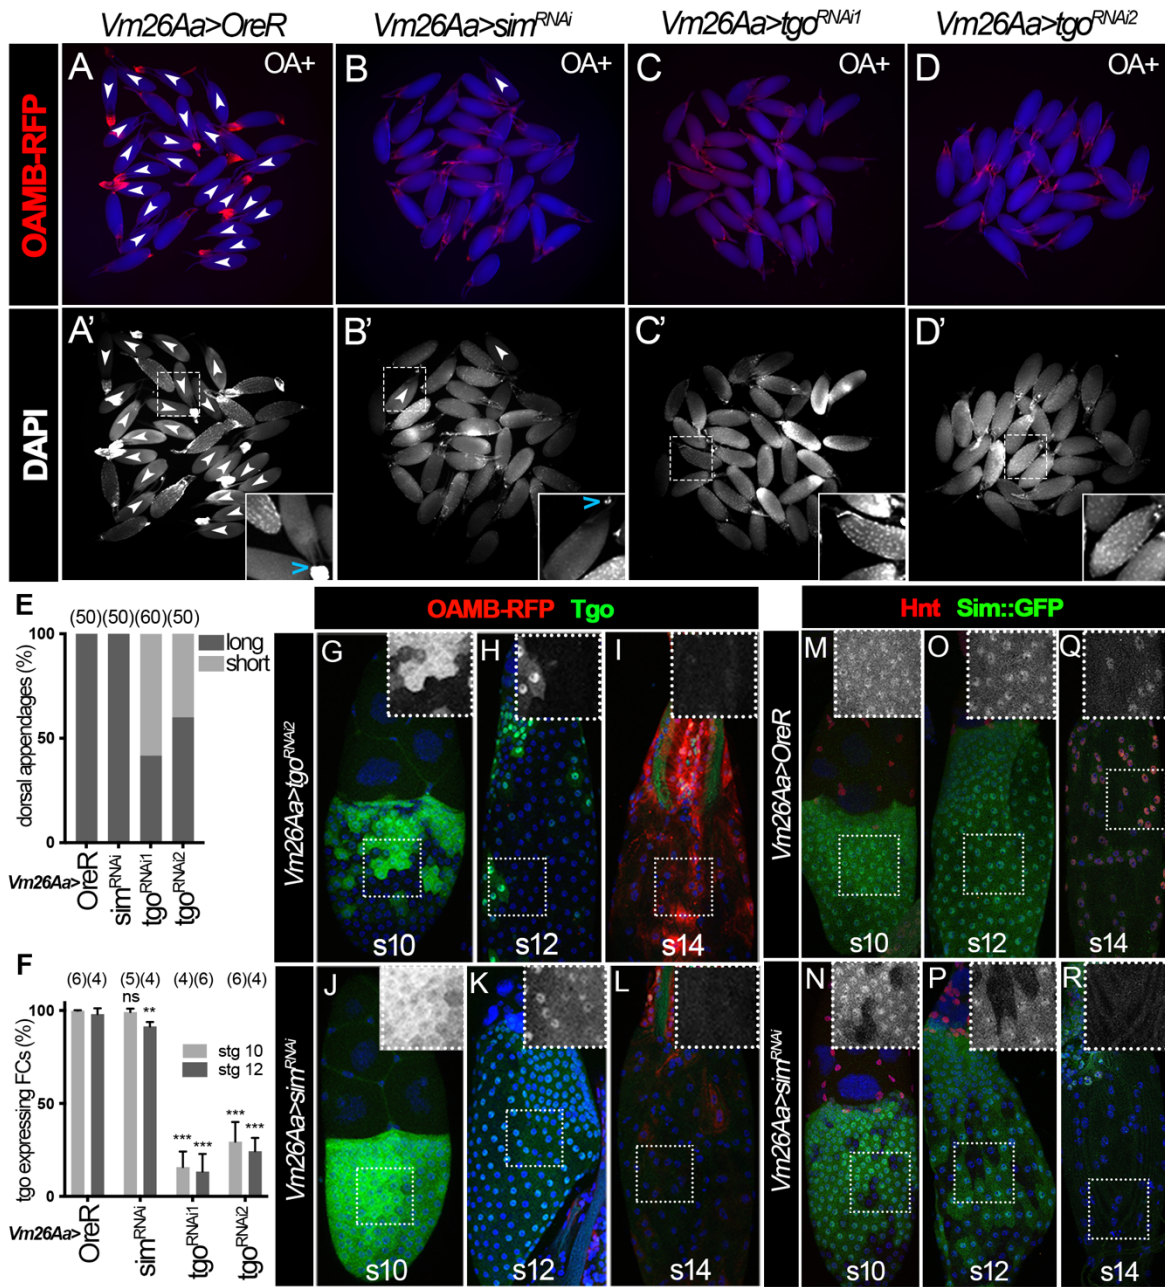 Vm26Aa>OreR Vm26Aa>sim^RNAi Vm26Aa>tgo^RNAi1 Vm26Aa>tgo^RNAi2
OAMB-RFP
A OA+ B OA+ C OA+ D OA+
DAPI
A' B' C' D'
E
(50)(50)(60)(50)
dorsal appendages (%)
100
50
0
long
short
Vm26Aa>
OreR
sim^RNAi
tgo^RNAi1
tgo^RNAi2
F
(6)(4) (5)(4) (4)(6) (6)(4)
ns ** *** *** *** ***
tgo expressing FCs (%)
100
50
0
stg 10
stg 12
Vm26Aa>
OreR
sim^RNAi
tgo^RNAi1
tgo^RNAi2
OAMB-RFP Tgo
Vm26Aa>tgo^RNAi2
G H I
s10 s12 s14
Vm26Aa>sim^RNAi
J K L
s10 s12 s14
Hnt Sim::GFP
Vm26Aa>OreR
M O Q
s10 s12 s14
Vm26Aa>sim^RNAi
N P R
s10 s12 s14